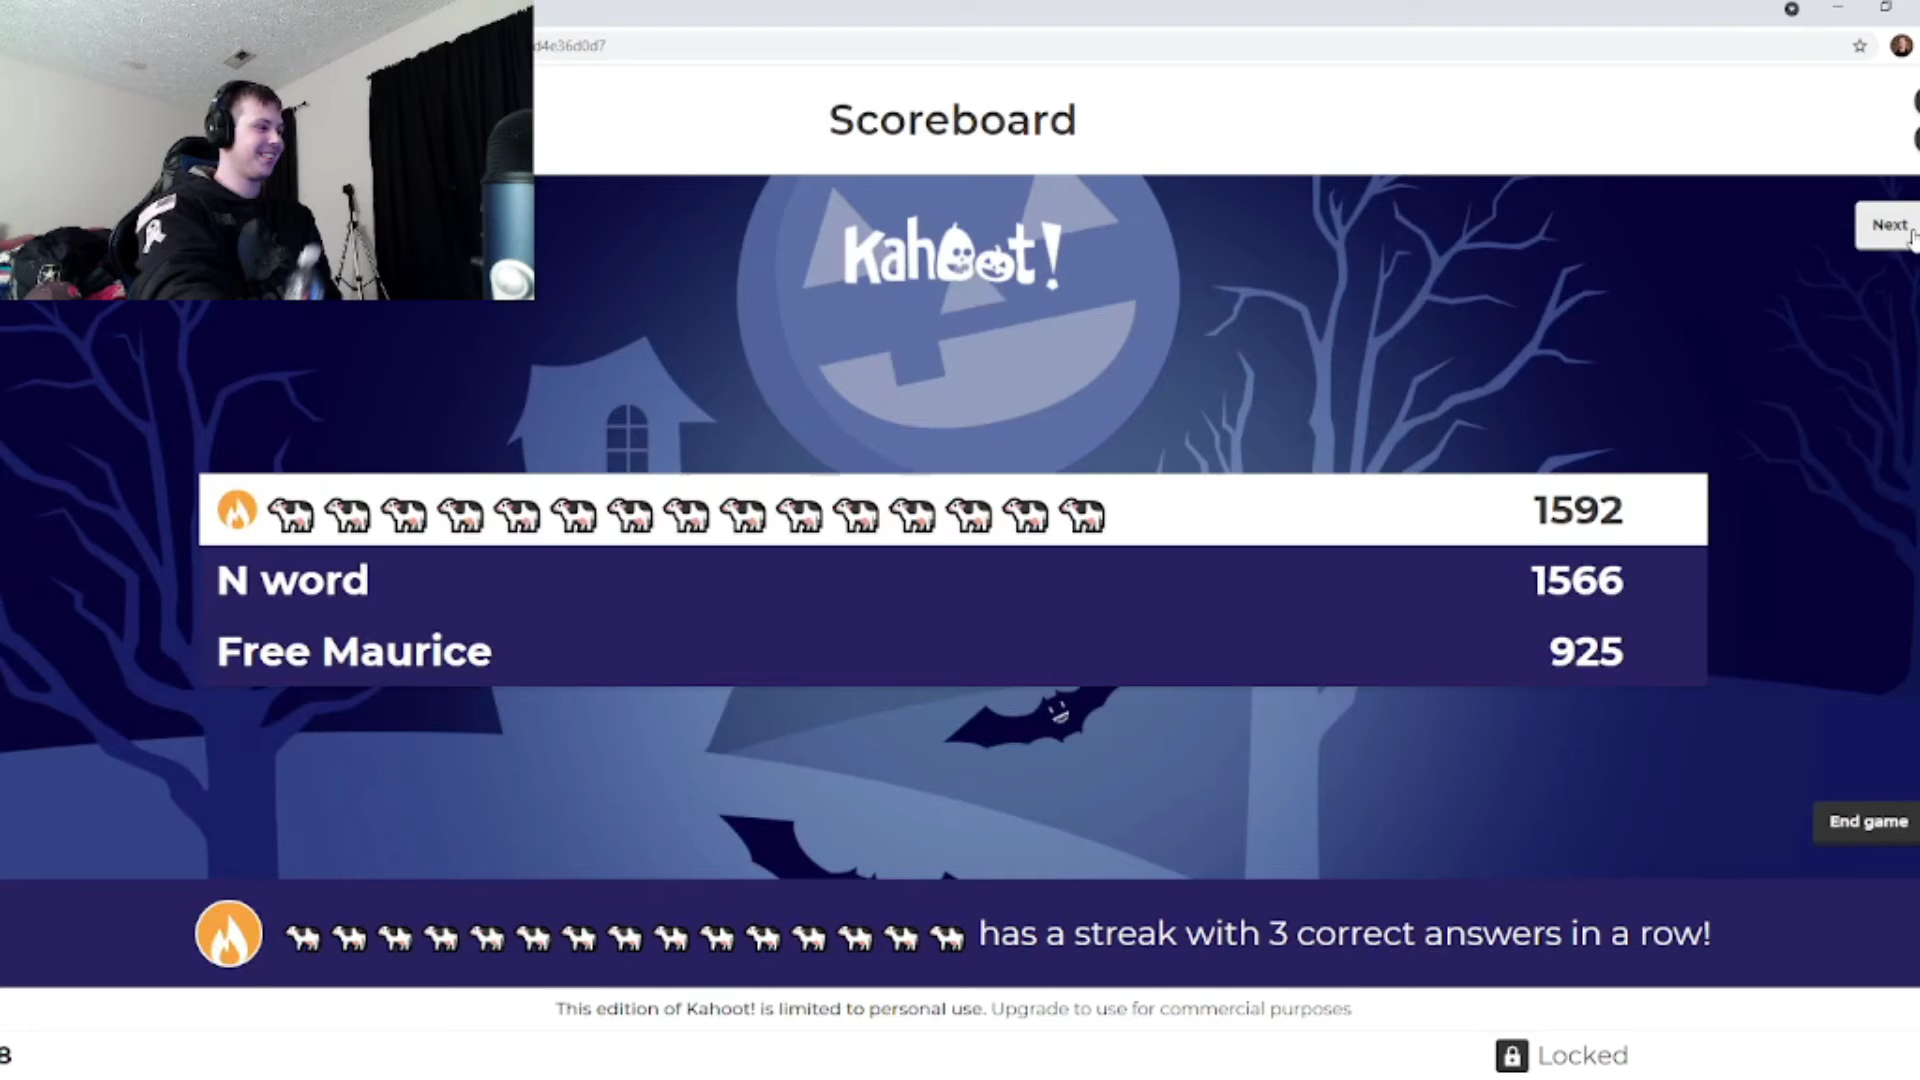 d4e36d0d7
Scoreboard
Next
Kahoot!
🐄🐄🐄🐄🐄🐄🐄🐄🐄🐄🐄🐄🐄🐄🐄 1592
N word 1566
Free Maurice 925
End game
🐄🐄🐄🐄🐄🐄🐄🐄🐄🐄🐄🐄🐄🐄🐄 has a streak with 3 correct answers in a row!
This edition of Kahoot! is limited to personal use. Upgrade to use for commercial purposes
8
Locked